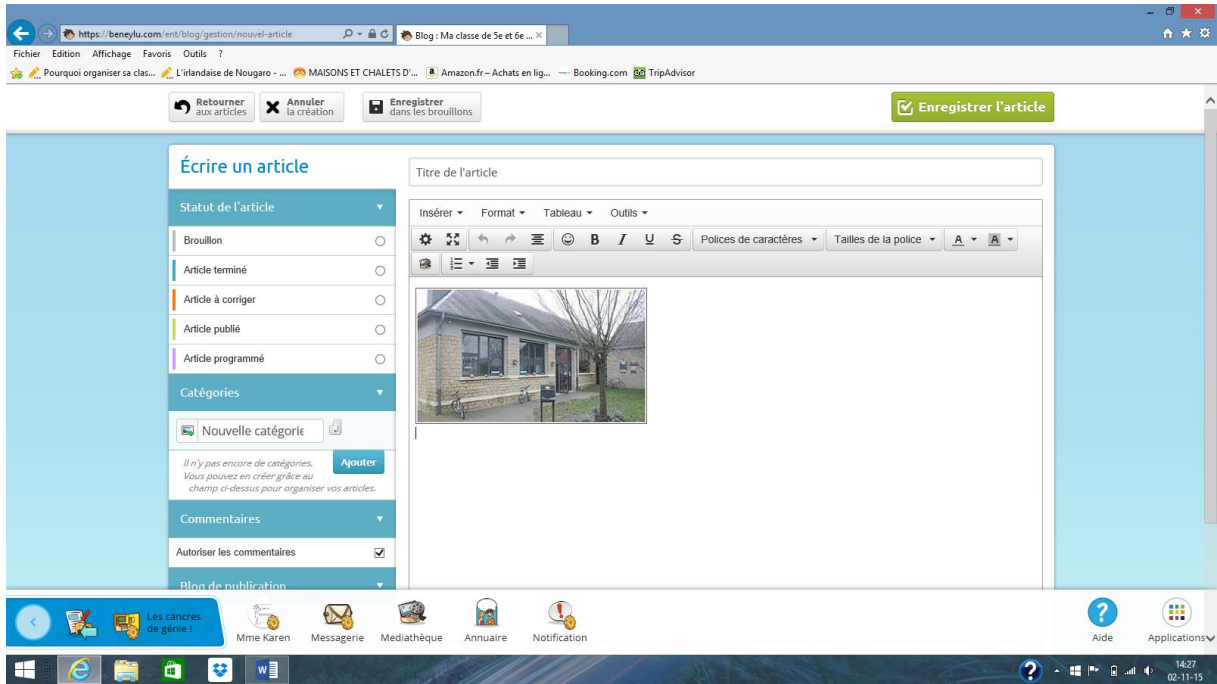 https://beneylu.com/ent/blog/gestion/nouvel-article
Blog : Ma classe de 5e et 6e ...
Fichier Edition Affichage Favoris Outils ?
Pourquoi organiser sa clas... L'irlandaise de Nougaro - ... MAISONS ET CHALETS D'... Amazon.fr – Achats en lig... Booking.com TripAdvisor
Retourner aux articles
Annuler la création
Enregistrer dans les brouillons
Enregistrer l'article
Écrire un article
Titre de l'article
Statut de l'article
Insérer Format Tableau Outils
Brouillon
B I U S Polices de caractères Tailles de la police A A
Article terminé
Article à corriger
Article publié
Article programmé
Catégories
Nouvelle catégorie
Il n'y pas encore de catégories.
Vous pouvez en créer grâce au
champ ci-dessus pour organiser vos articles.
Ajouter
Commentaires
Autoriser les commentaires
Blog de publication
Les cancres
de génie !
Mme Karen Messagerie Mediathèque Annuaire Notification Aide Applications
14:27
02-11-15